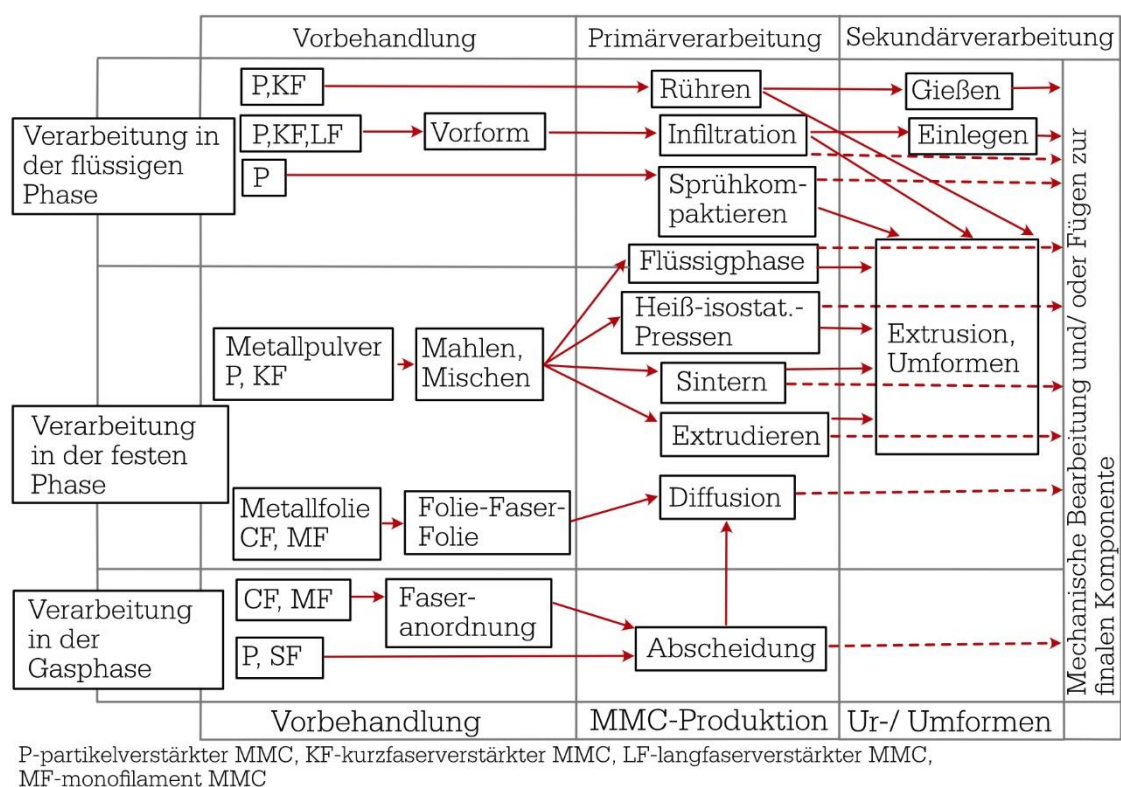 Vorbehandlung
Primärverarbeitung
Sekundärverarbeitung
Verarbeitung in
der flüssigen
Phase
P,KF
Rühren
Gießen
P,KF,LF
Vorform
Infiltration
Einlegen
P
Sprühkom-
paktieren
Flüssigphase
Heiß-isostat.-
Pressen
Metallpulver
P, KF
Mahlen,
Mischen
Sintern
Extrudieren
Extrusion,
Umformen
Verarbeitung
in der festen
Phase
Metallfolie
CF, MF
Folie-Faser-
Folie
Diffusion
Verarbeitung
in der
Gasphase
CF, MF
Faser-
anordnung
P, SF
Abscheidung
Mechanische Bearbeitung und/ oder Fügen zur
finalen Komponente
Vorbehandlung
MMC-Produktion
Ur-/ Umformen
P-partikelverstärkter MMC, KF-kurzfaserverstärkter MMC, LF-langfaserverstärkter MMC,
MF-monofilament MMC